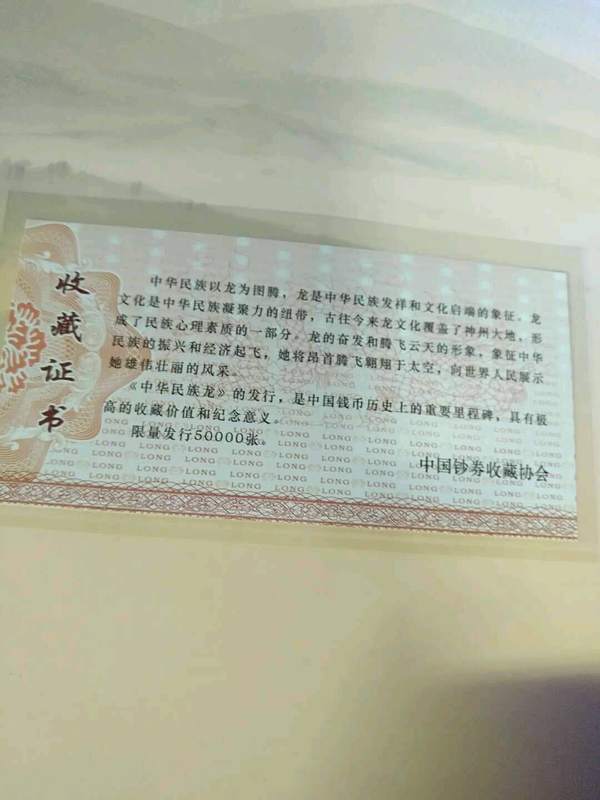 收藏证书
中华民族以龙为图腾，龙是中华民族发祥和文化启端的象征。龙
文化是中华民族凝聚力的纽带，古往今来龙文化覆盖了神州大地，形
成了民族心理素质的一部分。龙的奋发和腾飞云天的形象，象征中华
民族的振兴和经济起飞，她将昂首腾飞翱翔于太空，向世界人民展示
她雄伟壮丽的风采。
《中华民族龙》的发行，是中国钱币历史上的重要里程碑，具有极
高的收藏价值和纪念意义。
限量发行50000张。
中国钞券收藏协会
LONG LONG LONG LONG LONG LONG LONG